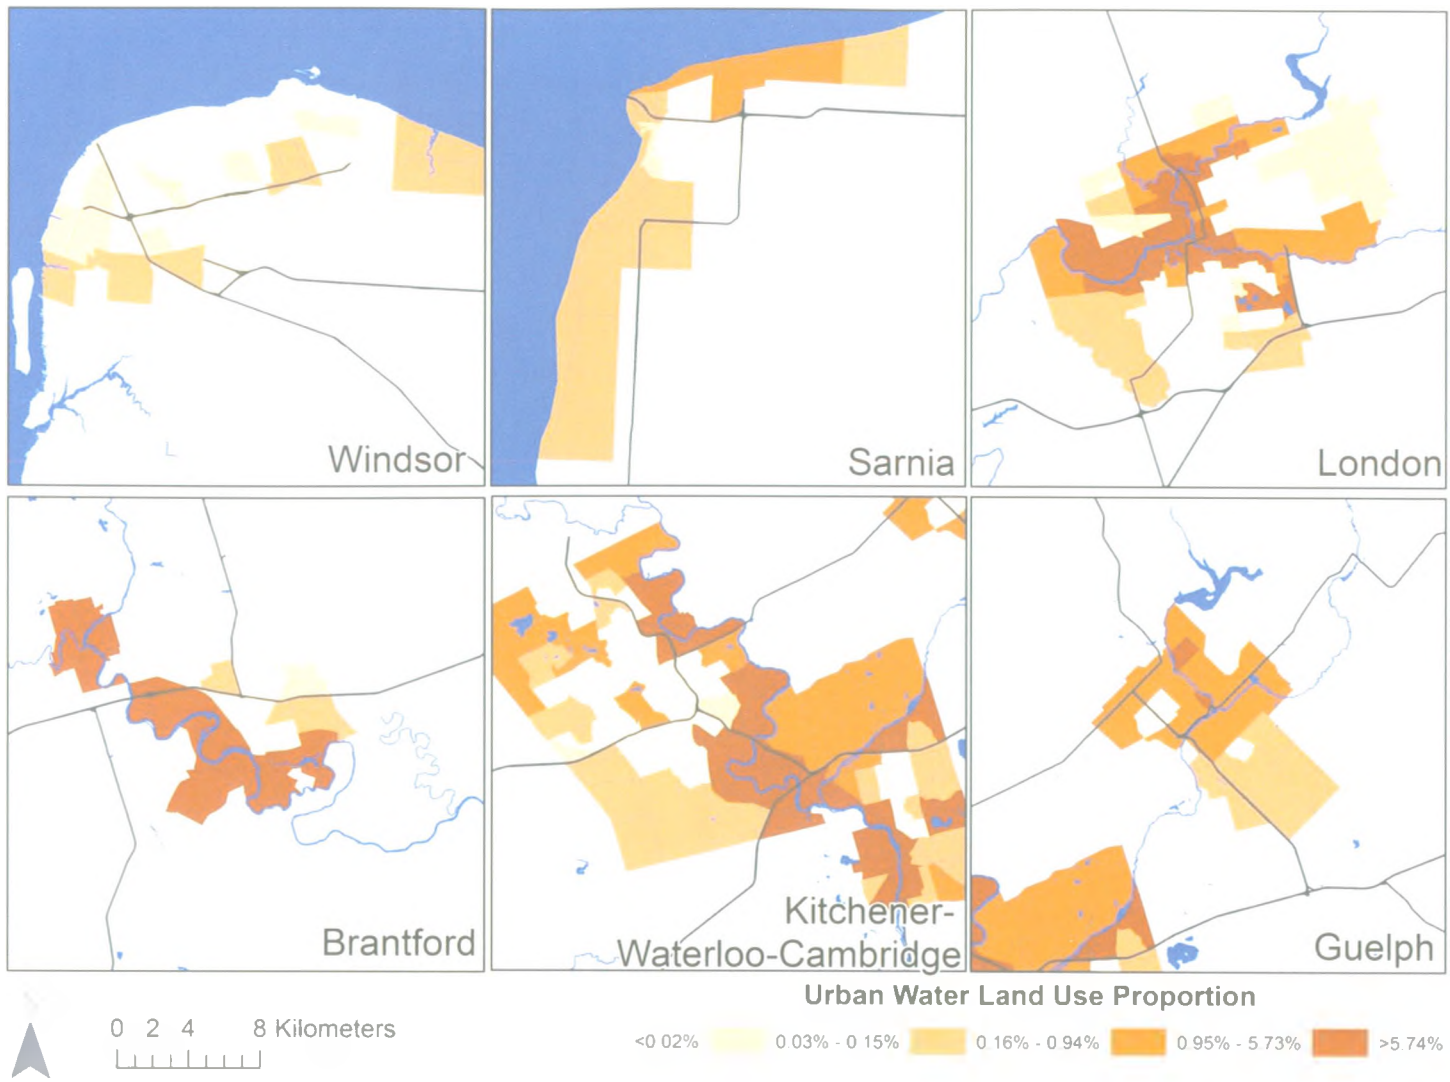 Windsor
Sarnia
London
Brantford
Kitchener-
Waterloo-Cambridge
Guelph
Urban Water Land Use Proportion
0 2 4 8 Kilometers
<0 02% 0 03% - 0 15% 0.16% - 0.94% 0 95% - 5 73% >5.74%